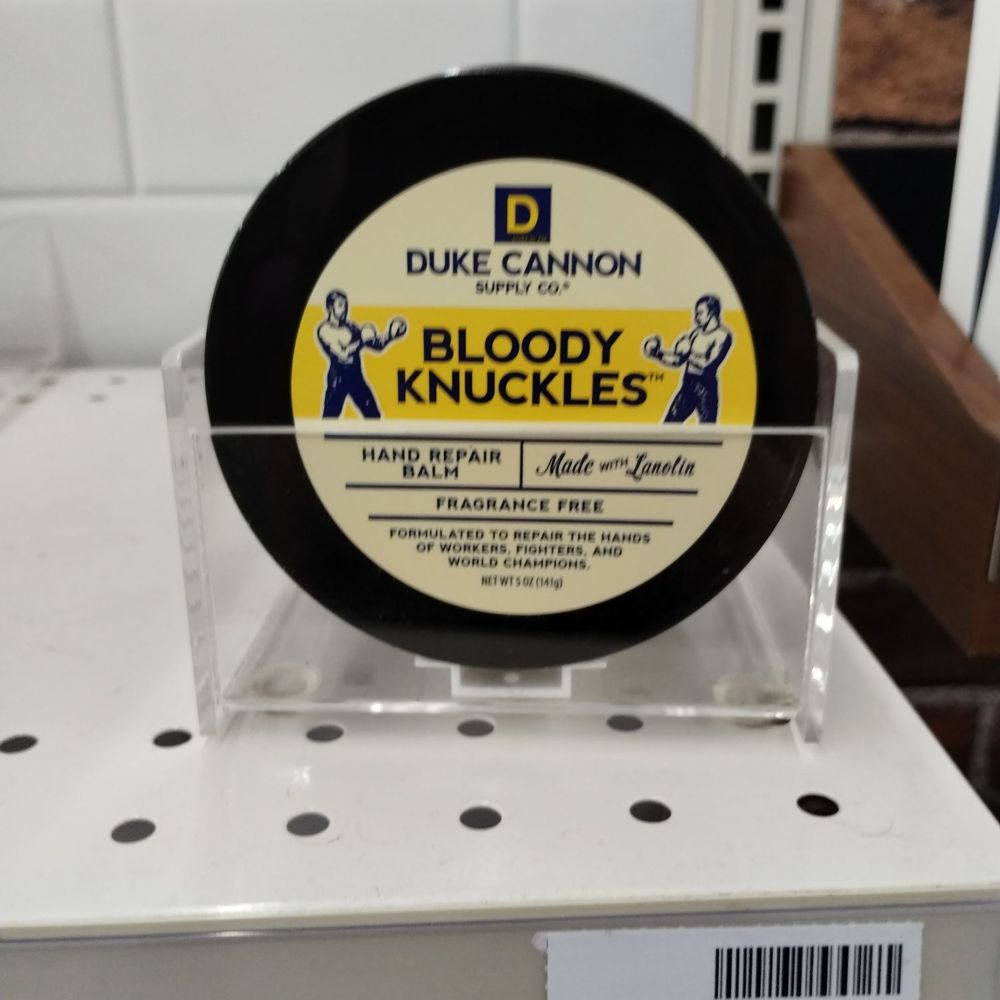 D
DUKE CANNON
SUPPLY CO.®
BLOODY
KNUCKLES™
HAND REPAIR
BALM
Made WITH Lanolin
FRAGRANCE FREE
FORMULATED TO REPAIR THE HANDS
OF WORKERS, FIGHTERS, AND
WORLD CHAMPIONS.
NET WT 5 OZ (141g)